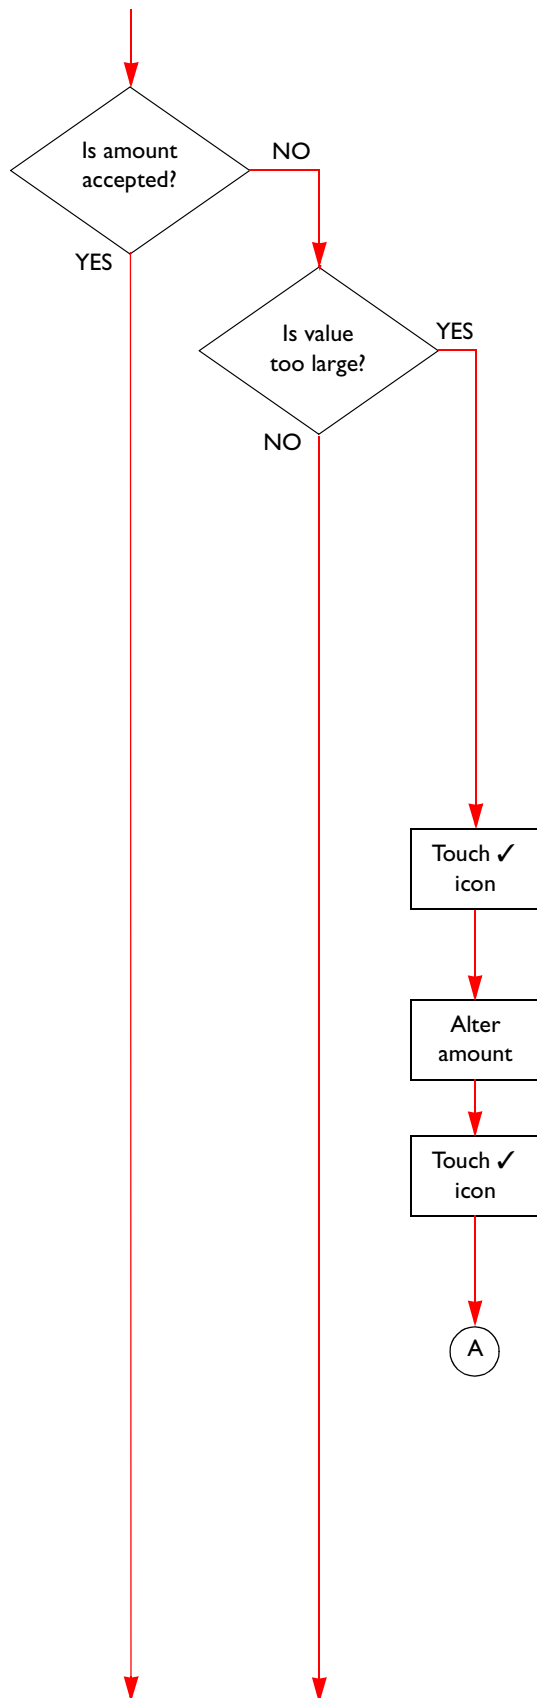 Is amount
accepted?
NO
YES
Is value
too large?
YES
NO
Touch ✓
icon
Alter
amount
Touch ✓
icon
A